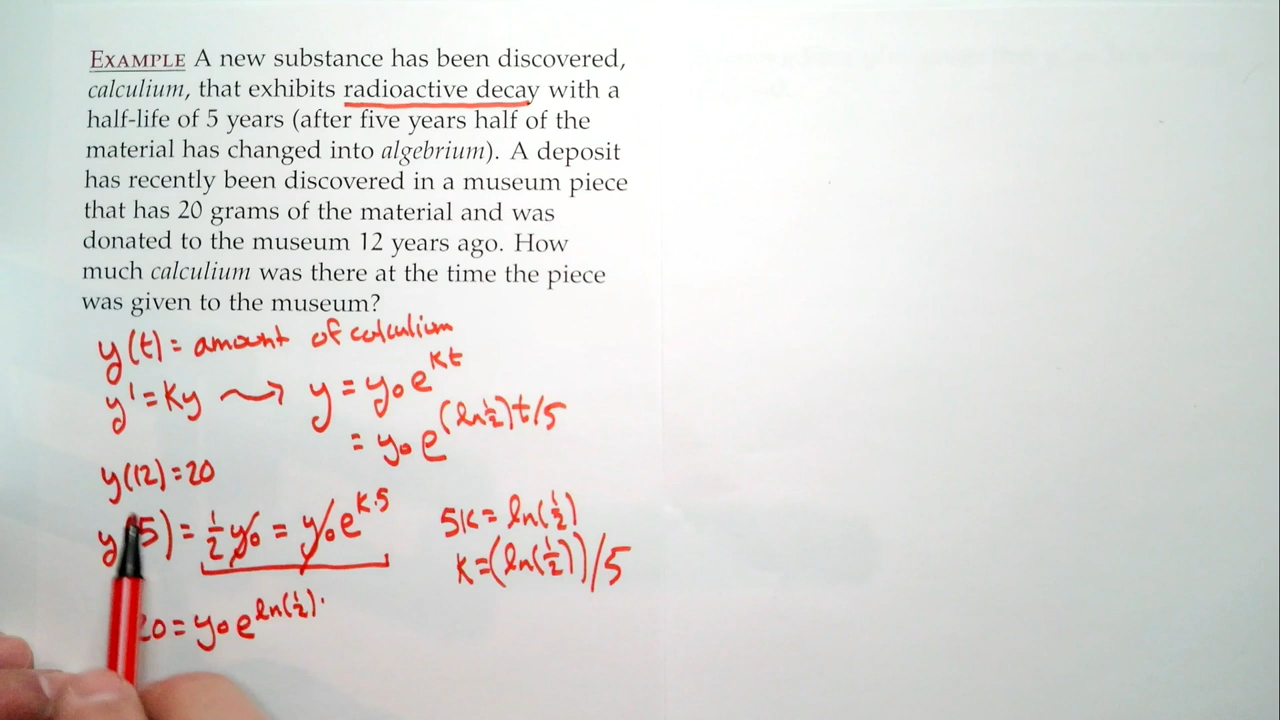 EXAMPLE A new substance has been discovered,
calculium, that exhibits radioactive decay with a
half-life of 5 years (after five years half of the
material has changed into algebrium). A deposit
has recently been discovered in a museum piece
that has 20 grams of the material and was
donated to the museum 12 years ago. How
much calculium was there at the time the piece
was given to the museum?
y(t) = amount of calculium
y' = Ky ⟿ y = y₀e^{Kt}
= y₀e^{(ln ½)t/5}
y(12) = 20
y(5) = ½y₀ = y₀e^{K·5}
5K = ln(½)
K = (ln(½))/5
20 = y₀e^{ln(½)·